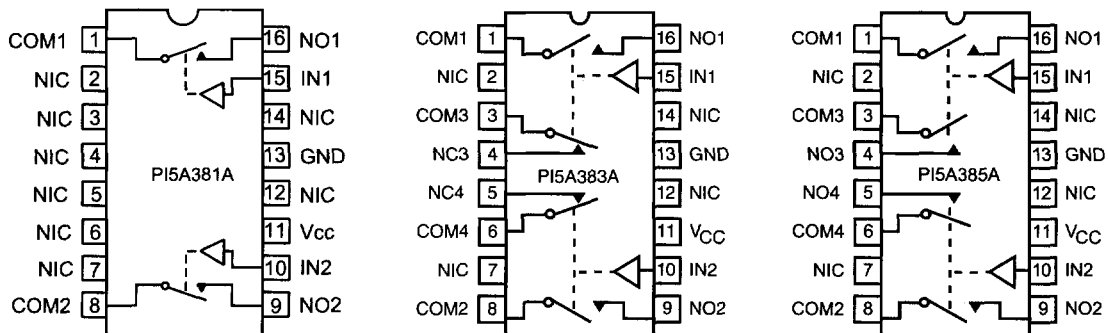 COM1 1 16 NO1
NIC 2 15 IN1
NIC 3 14 NIC
NIC 4 13 GND
PI5A381A
NIC 5 12 NIC
NIC 6 11 Vcc
NIC 7 10 IN2
COM2 8 9 NO2
COM1 1 16 NO1
NIC 2 15 IN1
COM3 3 14 NIC
NC3 4 13 GND
PI5A383A
NC4 5 12 NIC
COM4 6 11 VCC
NIC 7 10 IN2
COM2 8 9 NO2
COM1 1 16 NO1
NIC 2 15 IN1
COM3 3 14 NIC
NO3 4 13 GND
PI5A385A
NO4 5 12 NIC
COM4 6 11 VCC
NIC 7 10 IN2
COM2 8 9 NO2